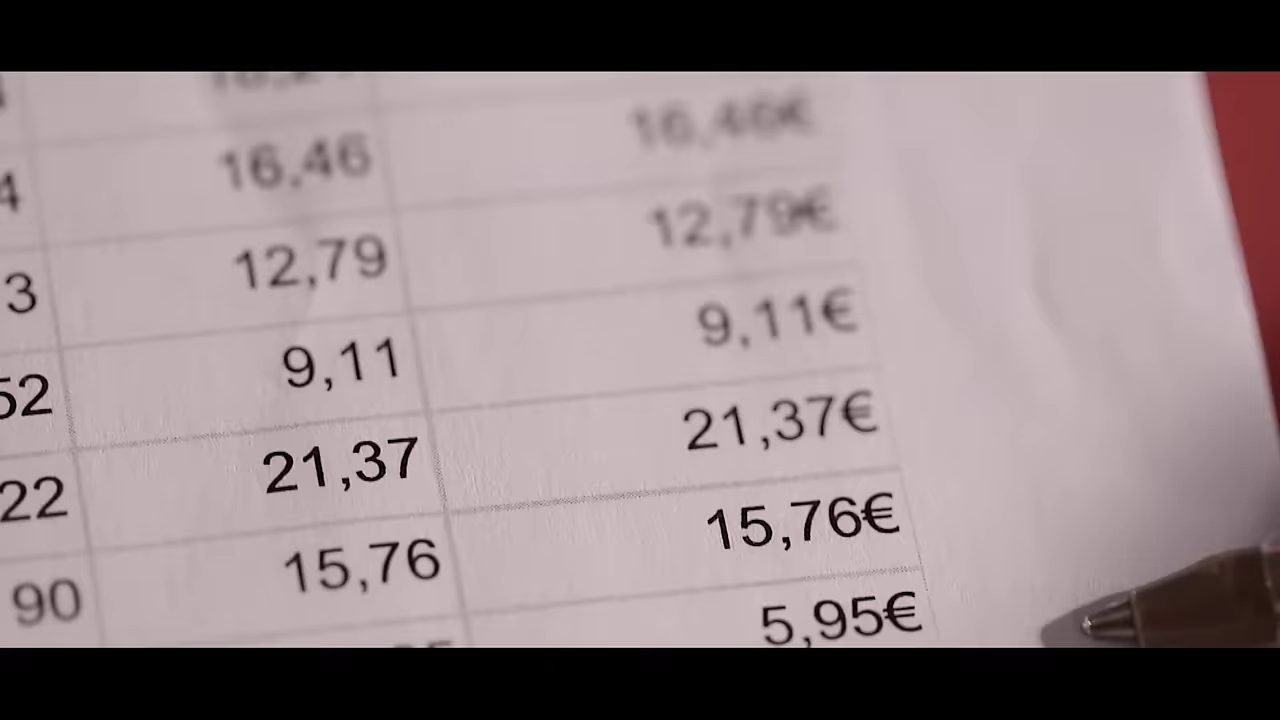 4 16,46 16,46€
3 12,79 12,79€
52 9,11 9,11€
22 21,37 21,37€
90 15,76 15,76€
5,95€